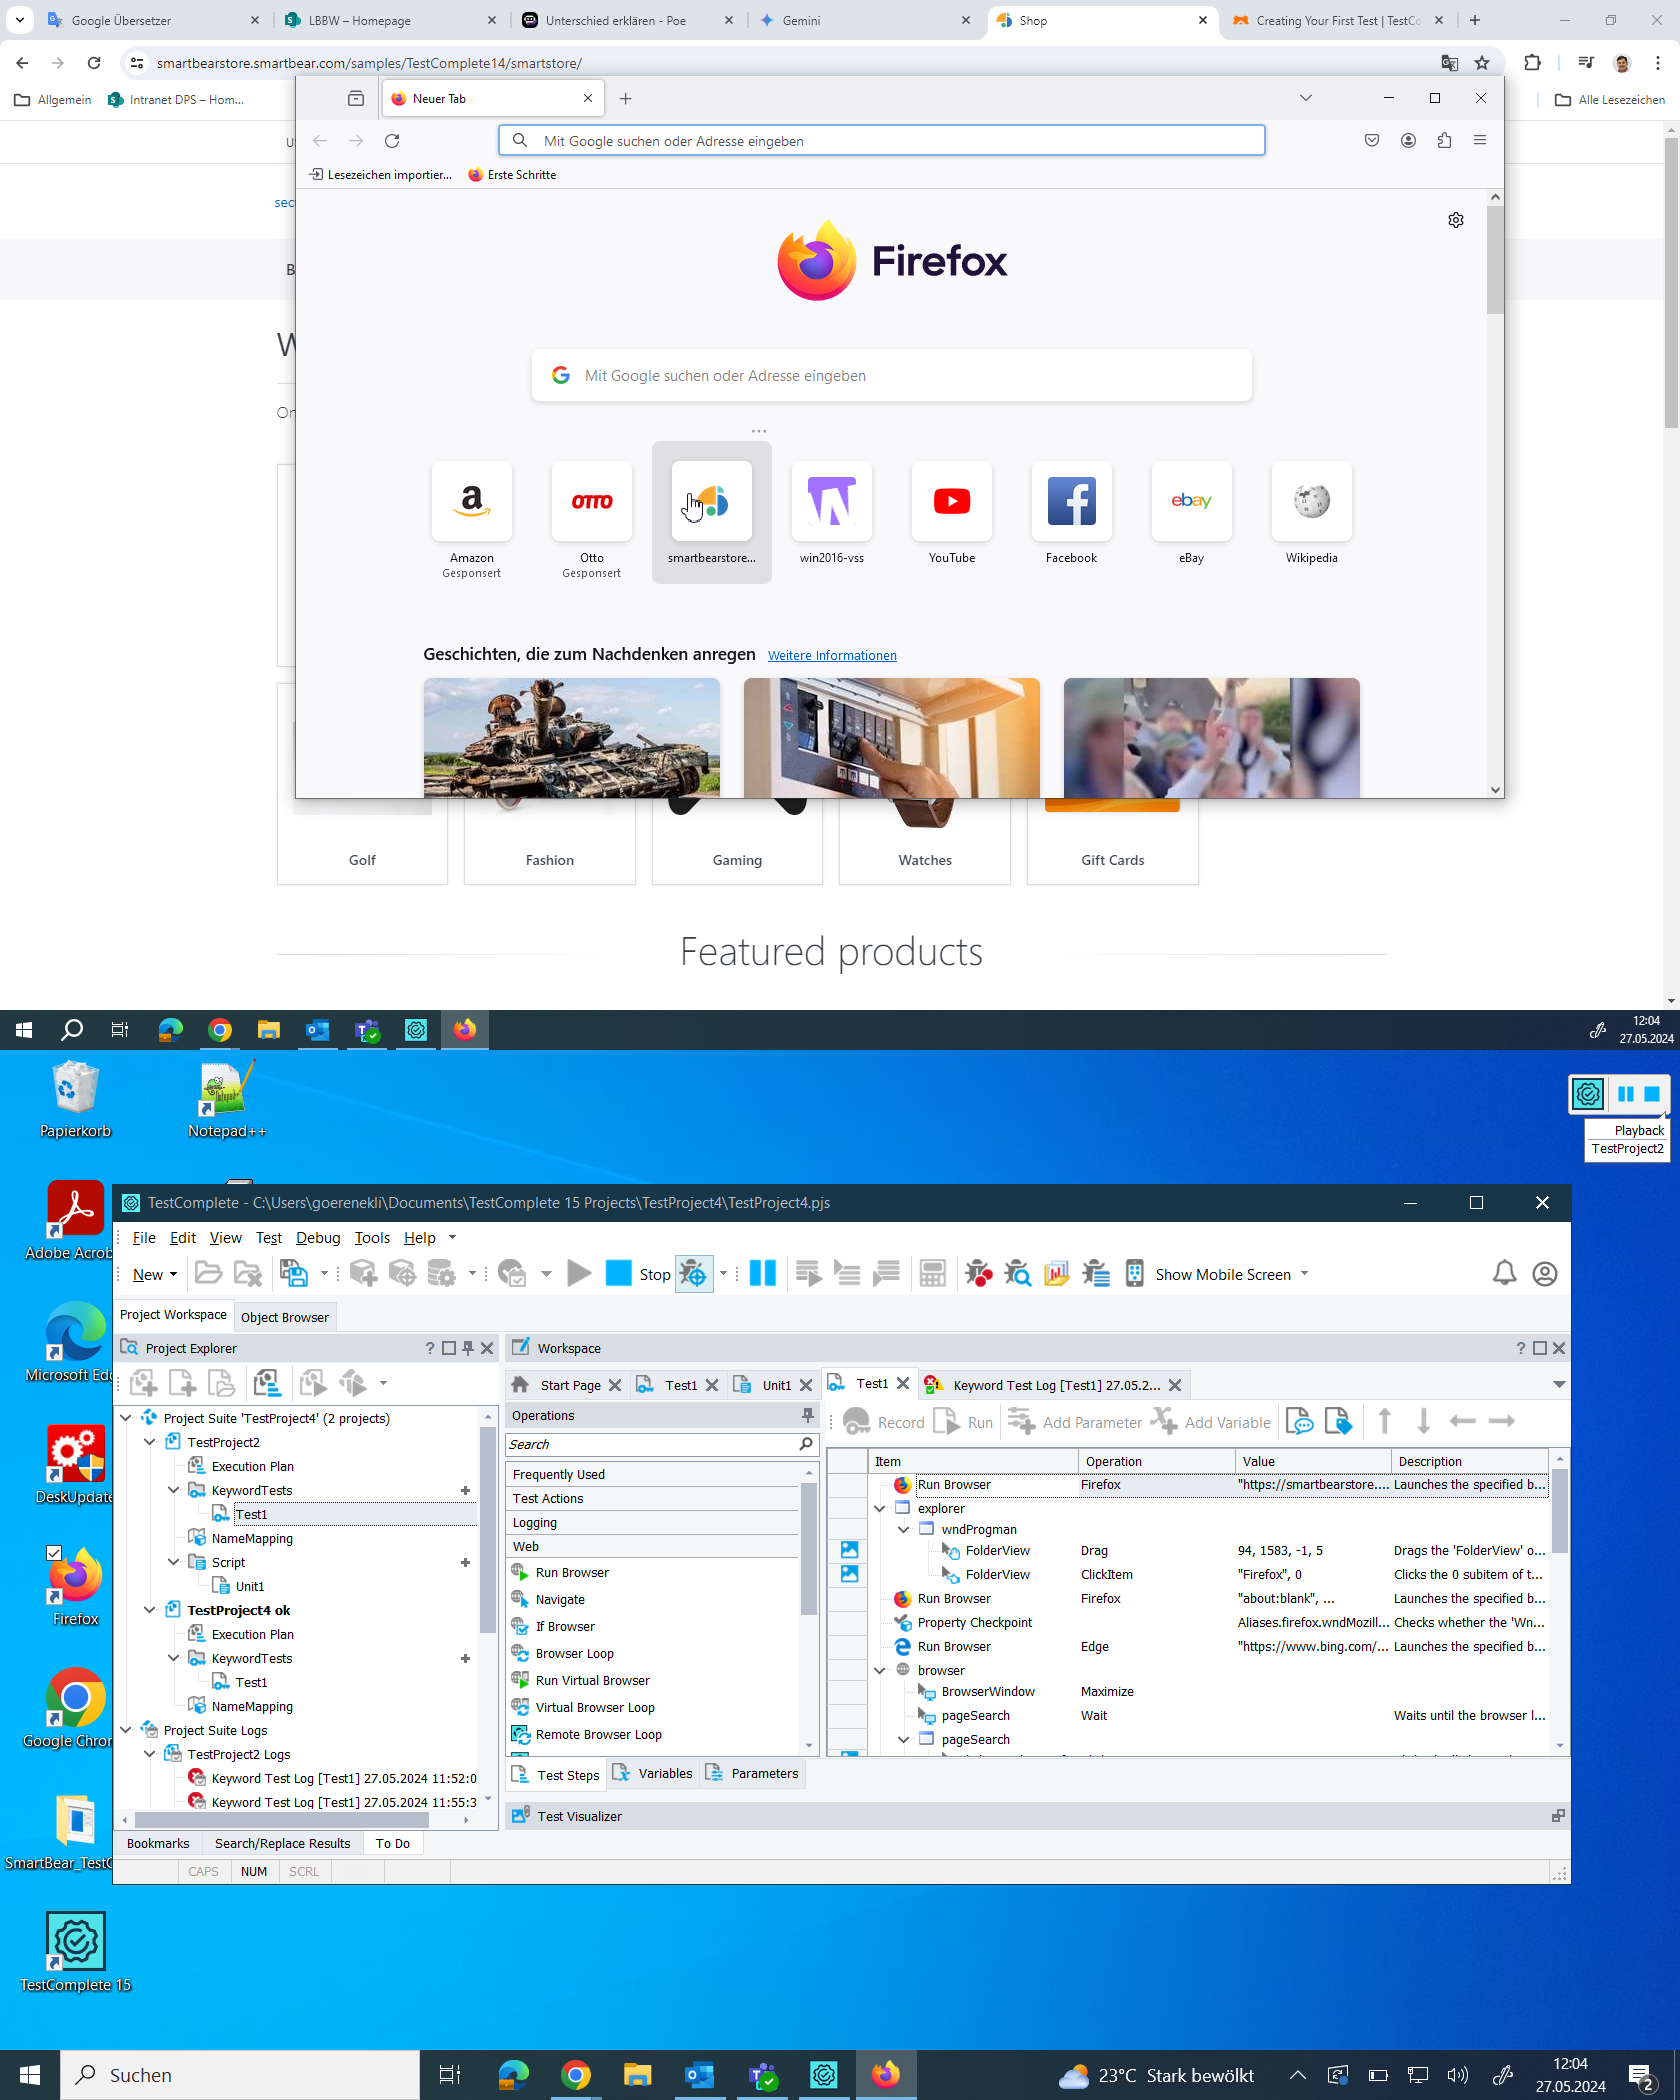 Google Übersetzer
LBBW – Homepage
Unterschied erklären - Poe
Gemini
Shop
Creating Your First Test | TestCo
smartbearstore.smartbear.com/samples/TestComplete14/smartstore/
Allgemein
Intranet DPS – Hom...
Alle Lesezeichen
Neuer Tab
Mit Google suchen oder Adresse eingeben
Lesezeichen importier...
Erste Schritte
Firefox
Mit Google suchen oder Adresse eingeben
a
OTTO
ebay
Amazon
Gesponsert
Otto
Gesponsert
smartbearstore...
win2016-vss
YouTube
Facebook
eBay
Wikipedia
Geschichten, die zum Nachdenken anregen
Weitere Informationen
Golf
Fashion
Gaming
Watches
Gift Cards
Featured products
12:04
27.05.2024
Papierkorb
Notepad++
Playback
TestProject2
Adobe Acrob
Microsoft Edg
DeskUpdate
Firefox
Google Chron
SmartBear_TestC
TestComplete 15
TestComplete - C:\Users\goerenekli\Documents\TestComplete 15 Projects\TestProject4\TestProject4.pjs
File Edit View Test Debug Tools Help
New
Stop
Show Mobile Screen
Project Workspace
Object Browser
Project Explorer
Project Suite 'TestProject4' (2 projects)
TestProject2
Execution Plan
KeywordTests
Test1
NameMapping
Script
Unit1
TestProject4 ok
Execution Plan
KeywordTests
Test1
NameMapping
Project Suite Logs
TestProject2 Logs
Keyword Test Log [Test1] 27.05.2024 11:52:0
Keyword Test Log [Test1] 27.05.2024 11:55:3
Bookmarks
Search/Replace Results
To Do
CAPS NUM SCRL
Workspace
Start Page
Test1
Unit1
Test1
Keyword Test Log [Test1] 27.05.2...
Operations
Search
Frequently Used
Test Actions
Logging
Web
Run Browser
Navigate
If Browser
Browser Loop
Run Virtual Browser
Virtual Browser Loop
Remote Browser Loop
Record Run Add Parameter Add Variable
Item Operation Value Description
Run Browser Firefox "https://smartbearstore.... Launches the specified b...
explorer
wndProgman
FolderView Drag 94, 1583, -1, 5 Drags the 'FolderView' o...
FolderView ClickItem "Firefox", 0 Clicks the 0 subitem of t...
Run Browser Firefox "about:blank", ... Launches the specified b...
Property Checkpoint Aliases.firefox.wndMozill... Checks whether the 'Wn...
Run Browser Edge "https://www.bing.com/... Launches the specified b...
browser
BrowserWindow Maximize
pageSearch Wait Waits until the browser l...
pageSearch
Test Steps
Variables
Parameters
Test Visualizer
Suchen
23°C Stark bewölkt
12:04
27.05.2024
2